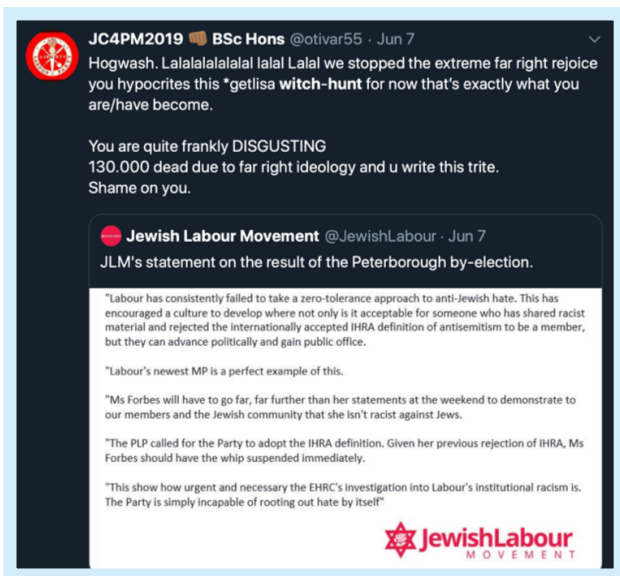 JC4PM2019 👊🏾 BSc Hons @otivar55 · Jun 7
Hogwash. Lalalalalalalal lalal Lalal we stopped the extreme far right rejoice
you hypocrites this *getlisa witch-hunt for now that's exactly what you
are/have become.
You are quite frankly DISGUSTING
130.000 dead due to far right ideology and u write this trite.
Shame on you.
Jewish Labour Movement @JewishLabour · Jun 7
JLM's statement on the result of the Peterborough by-election.
"Labour has consistently failed to take a zero-tolerance approach to anti-Jewish hate. This has
encouraged a culture to develop where not only is it acceptable for someone who has shared racist
material and rejected the internationally accepted IHRA definition of antisemitism to be a member,
but they can advance politically and gain public office.
"Labour's newest MP is a perfect example of this.
"Ms Forbes will have to go far, far further than her statements at the weekend to demonstrate to
our members and the Jewish community that she isn't racist against Jews.
"The PLP called for the Party to adopt the IHRA definition. Given her previous rejection of IHRA, Ms
Forbes should have the whip suspended immediately.
"This show how urgent and necessary the EHRC's investigation into Labour's institutional racism is.
The Party is simply incapable of rooting out hate by itself"
JewishLabour
MOVEMENT